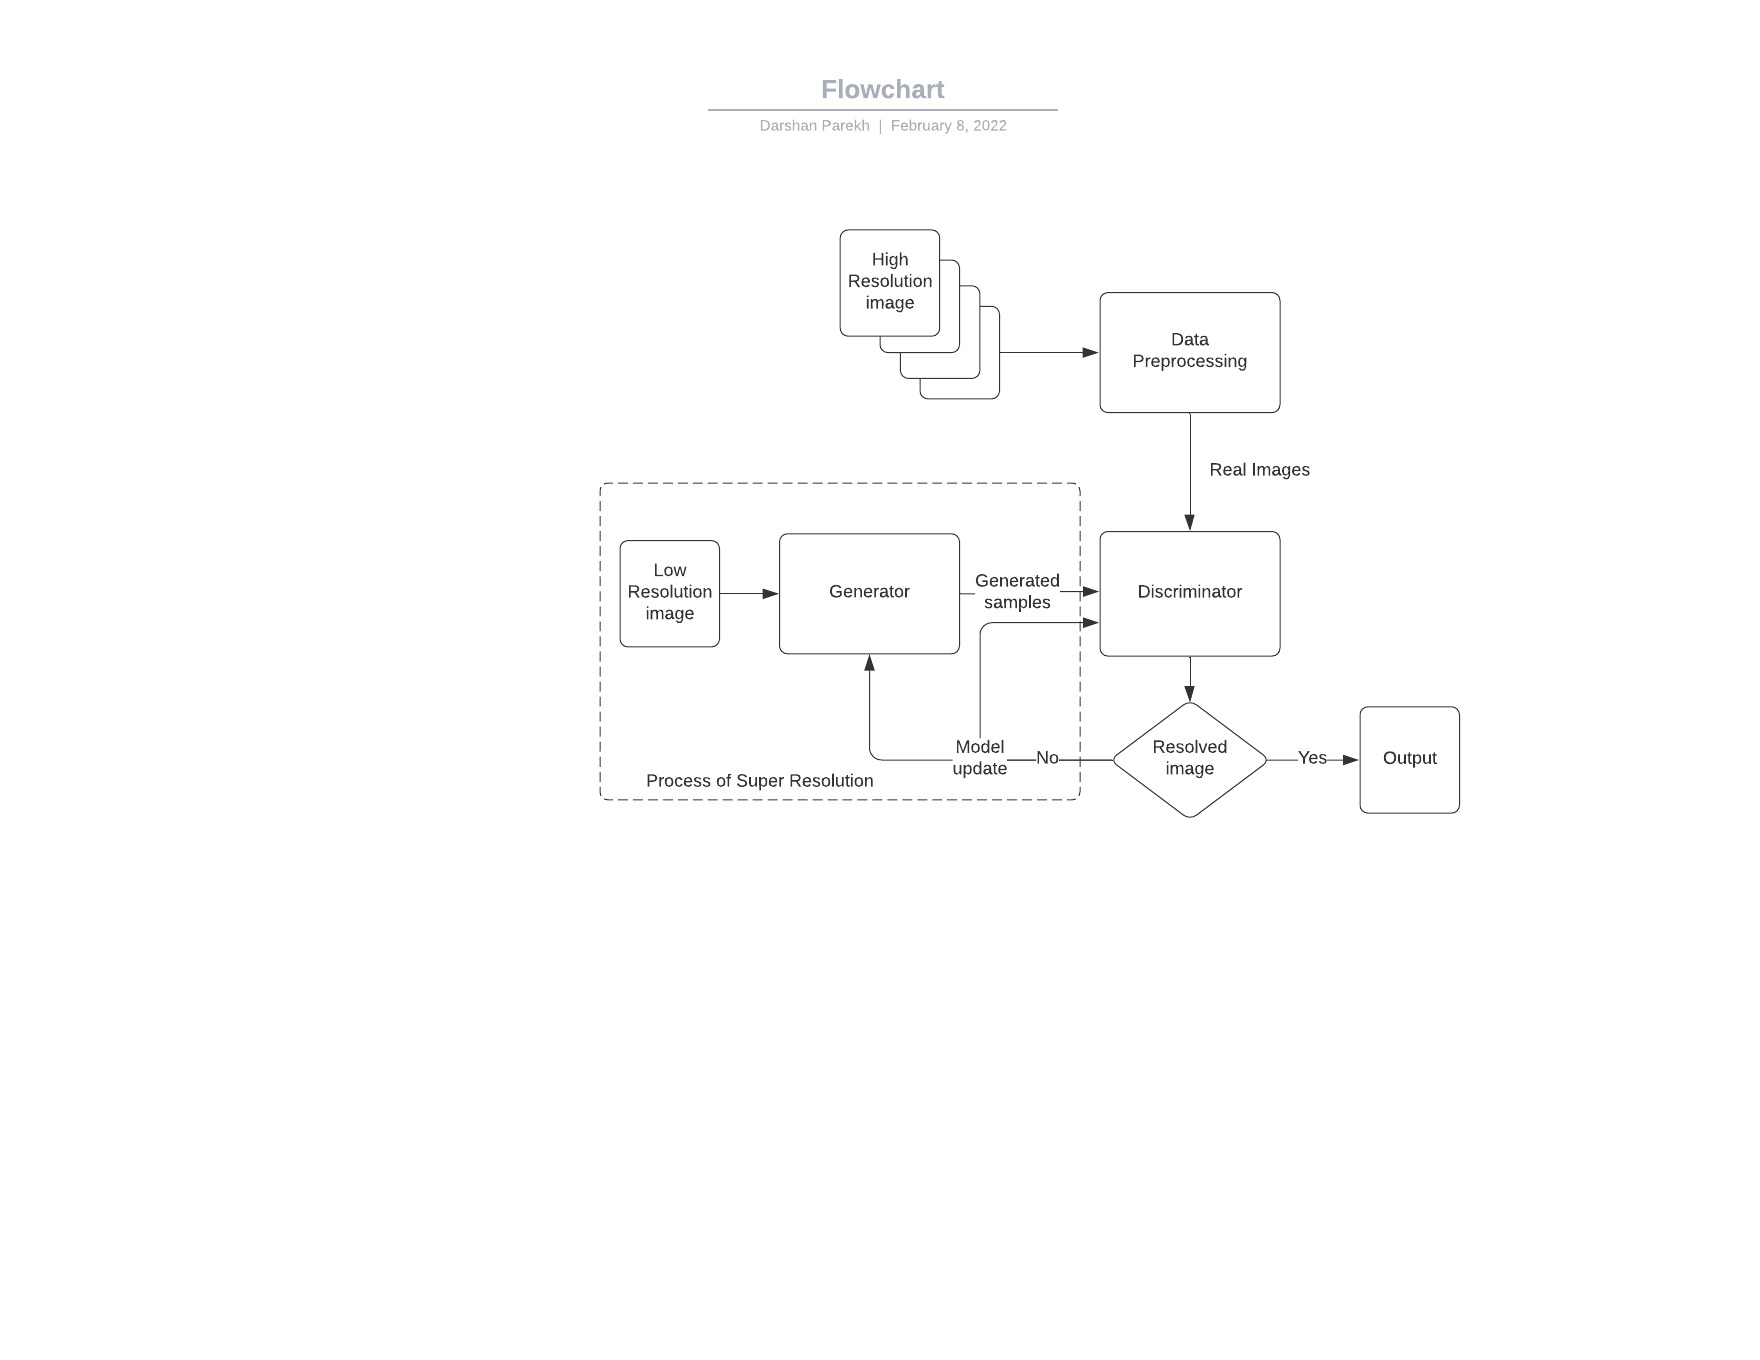 Flowchart
Darshan Parekh | February 8, 2022
High
Resolution
image
Data
Preprocessing
Real Images
Low
Resolution
image
Generator
Generated
samples
Discriminator
Model
update
No
Resolved
image
Yes
Output
Process of Super Resolution